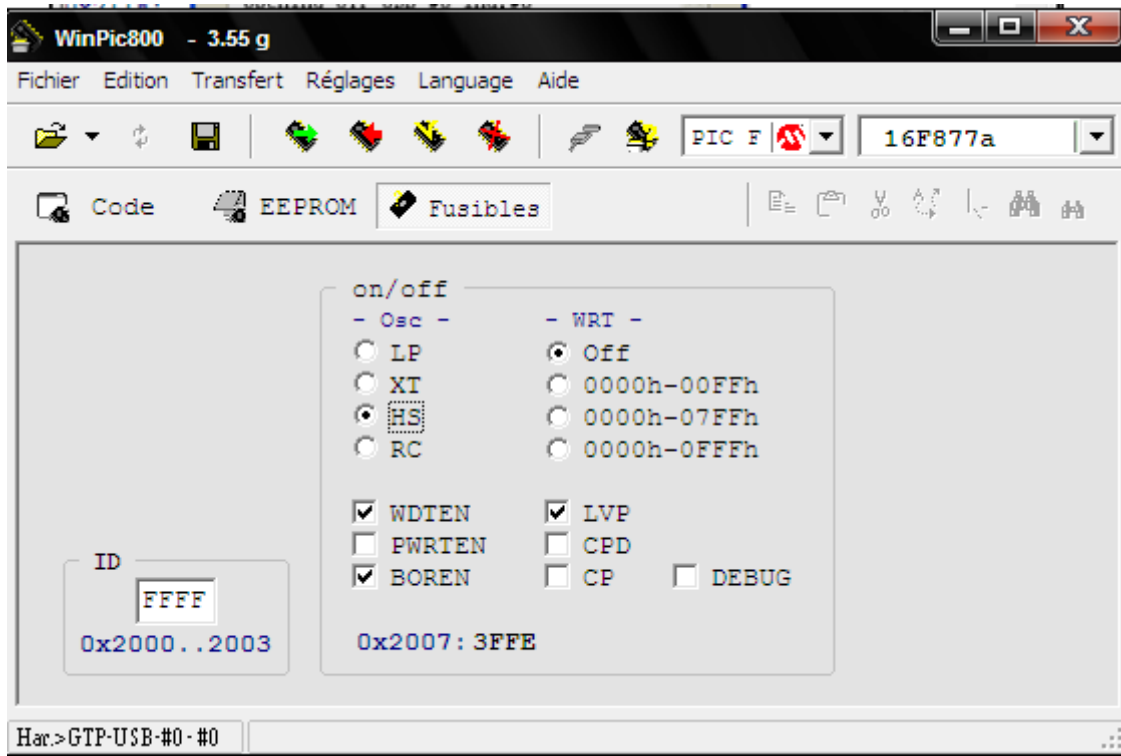 WinPic800 - 3.55 g
Fichier Edition Transfert Réglages Language Aide
PIC F 16F877a
Code EEPROM Fusibles
on/off
- Osc - - WRT -
LP Off
XT 0000h-00FFh
HS 0000h-07FFh
RC 0000h-0FFFh
WDTEN LVP
PWRTEN CPD
BOREN CP DEBUG
ID
FFFF
0x2000..2003
0x2007:3FFE
Har.>GTP-USB-#0-#0